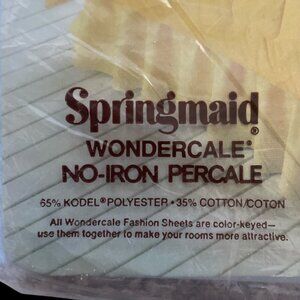 Springmaid®
WONDERCALE®
NO-IRON PERCALE
65% KODEL® POLYESTER • 35% COTTON/COTON
All Wondercale Fashion Sheets are color-keyed—
use them together to make your rooms more attractive.